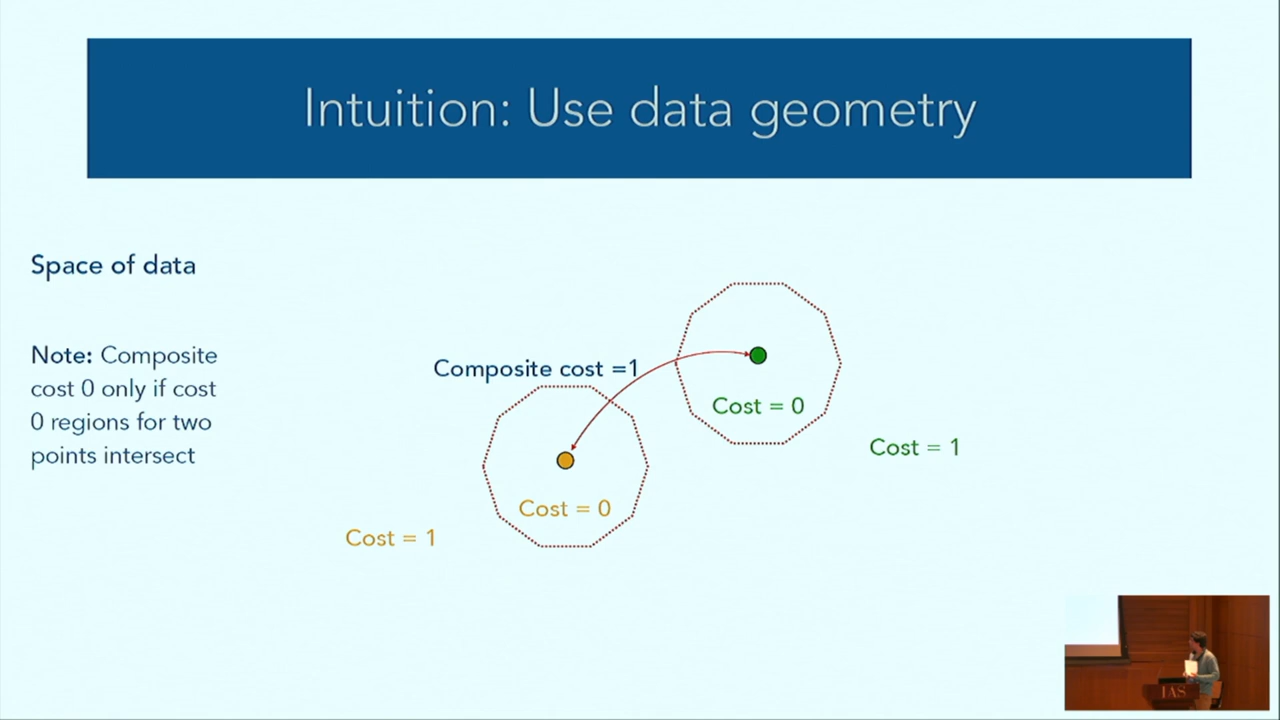 Intuition: Use data geometry
Space of data
Note: Composite
cost 0 only if cost
0 regions for two
points intersect
Composite cost =1
Cost = 0
Cost = 1
Cost = 0
Cost = 1
IAS